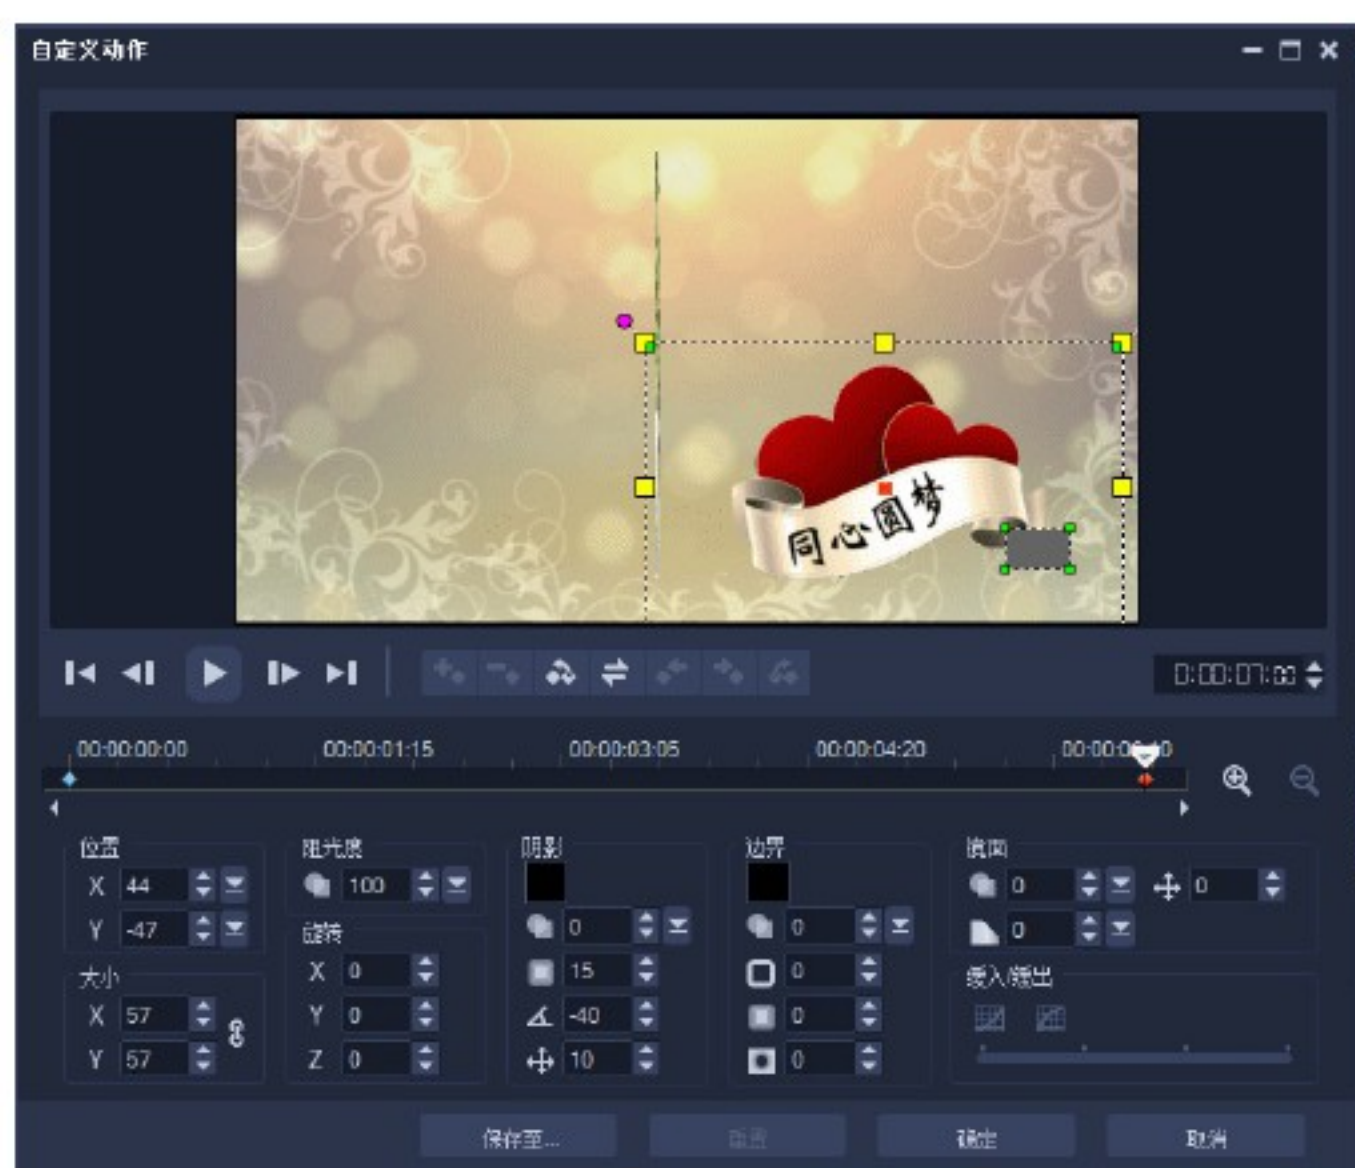 自定义动作
同心圆梦
0:00:07:00
00:00:00:00 00:00:01:15 00:00:03:05 00:00:04:20
位置 阻光度 阴影 边界 镜面
X 44 100 0 0
Y -47 旋转 0 0 0
大小 X 0 15 0 缓入/缓出
X 57 Y 0 -40 0
Y 57 Z 0 10 0
保存至... 重置 确定 取消